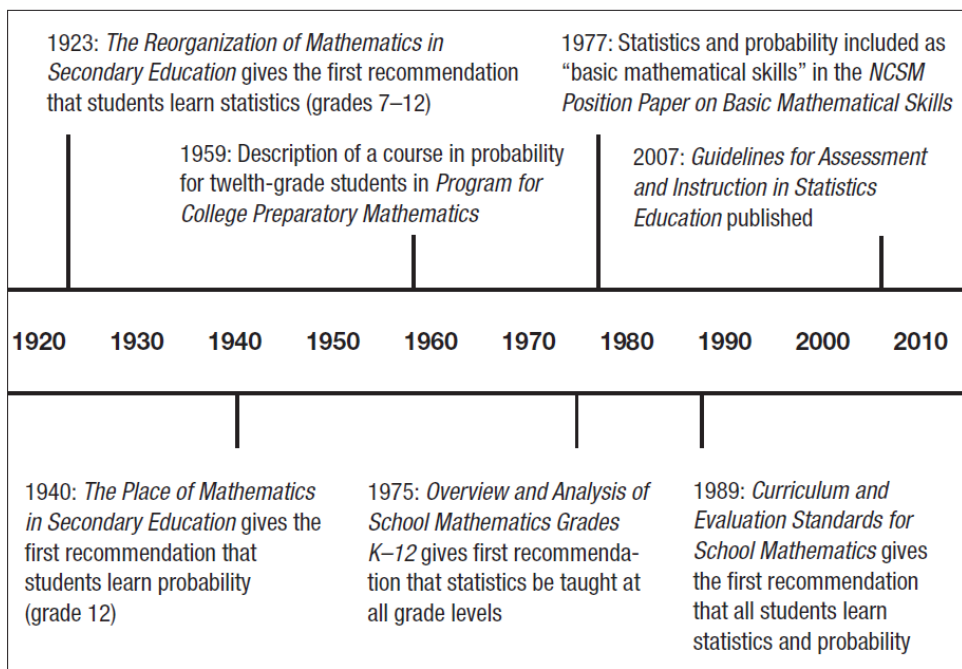 1923: The Reorganization of Mathematics in
Secondary Education gives the first recommendation
that students learn statistics (grades 7–12)
1977: Statistics and probability included as
“basic mathematical skills” in the NCSM
Position Paper on Basic Mathematical Skills
1959: Description of a course in probability
for twelth-grade students in Program for
College Preparatory Mathematics
2007: Guidelines for Assessment
and Instruction in Statistics
Education published
1920 1930 1940 1950 1960 1970 1980 1990 2000 2010
1940: The Place of Mathematics
in Secondary Education gives the
first recommendation that
students learn probability
(grade 12)
1975: Overview and Analysis of
School Mathematics Grades
K–12 gives first recommenda-
tion that statistics be taught at
all grade levels
1989: Curriculum and
Evaluation Standards for
School Mathematics gives
the first recommendation
that all students learn
statistics and probability